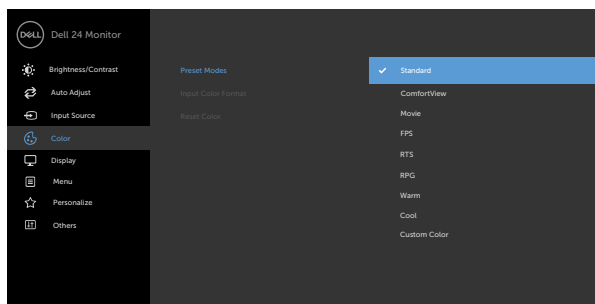 DELL Dell 24 Monitor
Brightness/Contrast Preset Modes Standard
Auto Adjust Input Color Format ComfortView
Input Source Reset Color Movie
Color FPS
Display RTS
Menu RPG
Personalize Warm
Others Cool
Custom Color